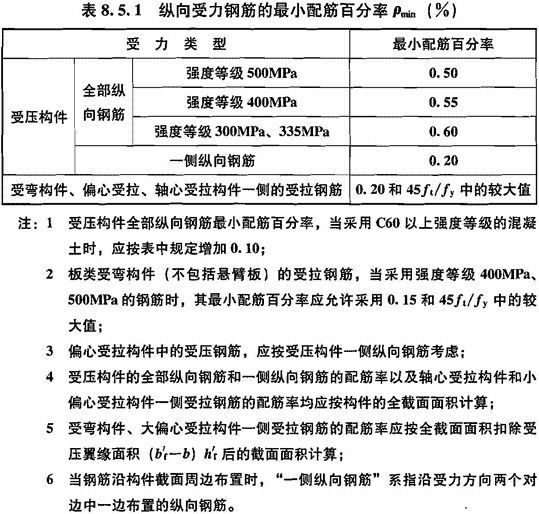 表 8.5.1 纵向受力钢筋的最小配筋百分率 ρmin（%）
受 力 类 型 最小配筋百分率
受压构件 全部纵向钢筋 强度等级 500MPa 0.50
强度等级 400MPa 0.55
强度等级 300MPa、335MPa 0.60
一侧纵向钢筋 0.20
受弯构件、偏心受拉、轴心受拉构件一侧的受拉钢筋 0.20 和 45ft/fy 中的较大值
注：1 受压构件全部纵向钢筋最小配筋百分率，当采用 C60 以上强度等级的混凝
土时，应按表中规定增加 0.10；
2 板类受弯构件（不包括悬臂板）的受拉钢筋，当采用强度等级 400MPa、
500MPa 的钢筋时，其最小配筋百分率应允许采用 0.15 和 45ft/fy 中的较
大值；
3 偏心受拉构件中的受压钢筋，应按受压构件一侧纵向钢筋考虑；
4 受压构件的全部纵向钢筋和一侧纵向钢筋的配筋率以及轴心受拉构件和小
偏心受拉构件一侧受拉钢筋的配筋率均应按构件的全截面面积计算；
5 受弯构件、大偏心受拉构件一侧受拉钢筋的配筋率应按全截面面积扣除受
压翼缘面积（b′f−b）h′f 后的截面面积计算；
6 当钢筋沿构件截面周边布置时，“一侧纵向钢筋”系指沿受力方向两个对
边中一边布置的纵向钢筋。